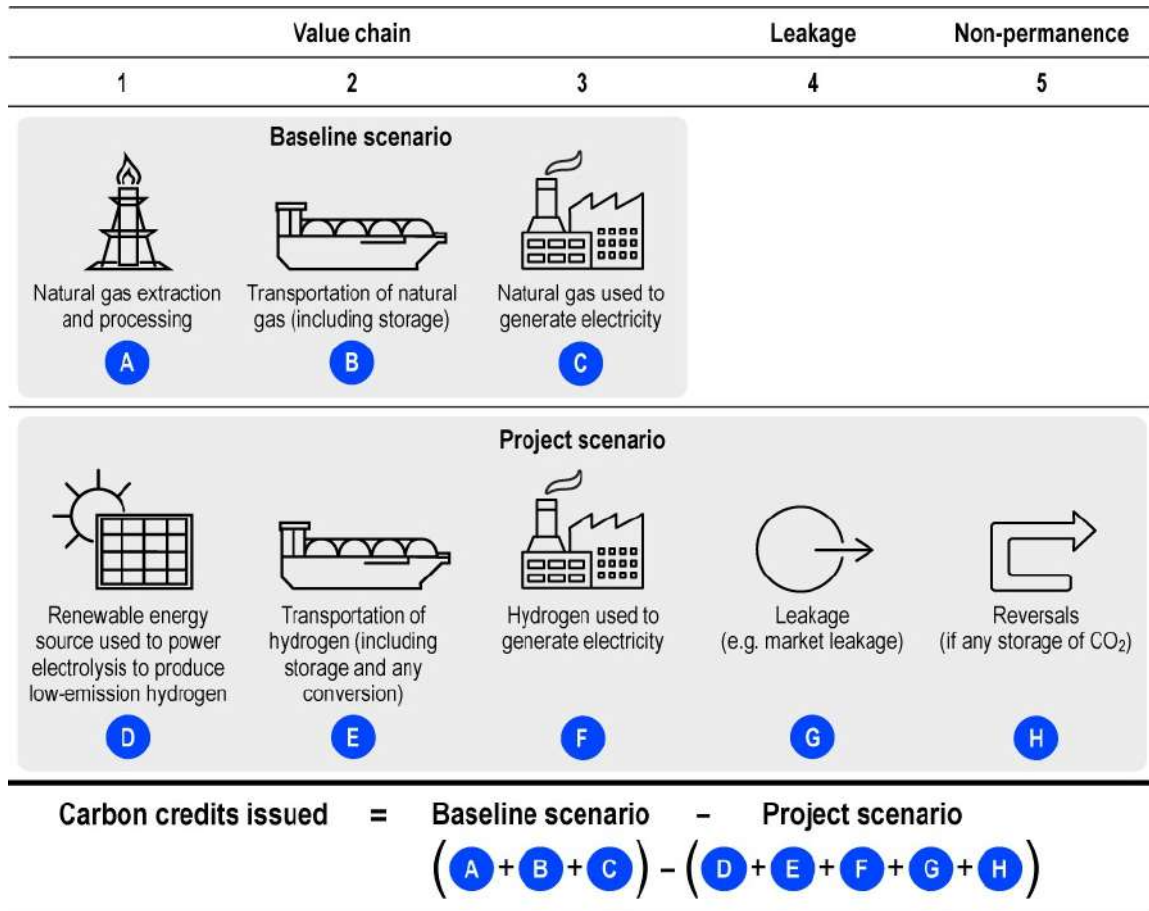 Value chain Leakage Non-permanence
1 2 3 4 5
Baseline scenario
Natural gas extraction
and processing
A
Transportation of natural
gas (including storage)
B
Natural gas used to
generate electricity
C
Project scenario
Renewable energy
source used to power
electrolysis to produce
low-emission hydrogen
D
Transportation of
hydrogen (including
storage and any
conversion)
E
Hydrogen used to
generate electricity
F
Leakage
(e.g. market leakage)
G
Reversals
(if any storage of CO₂)
H
Carbon credits issued = Baseline scenario – Project scenario
(A + B + C) – (D + E + F + G + H)